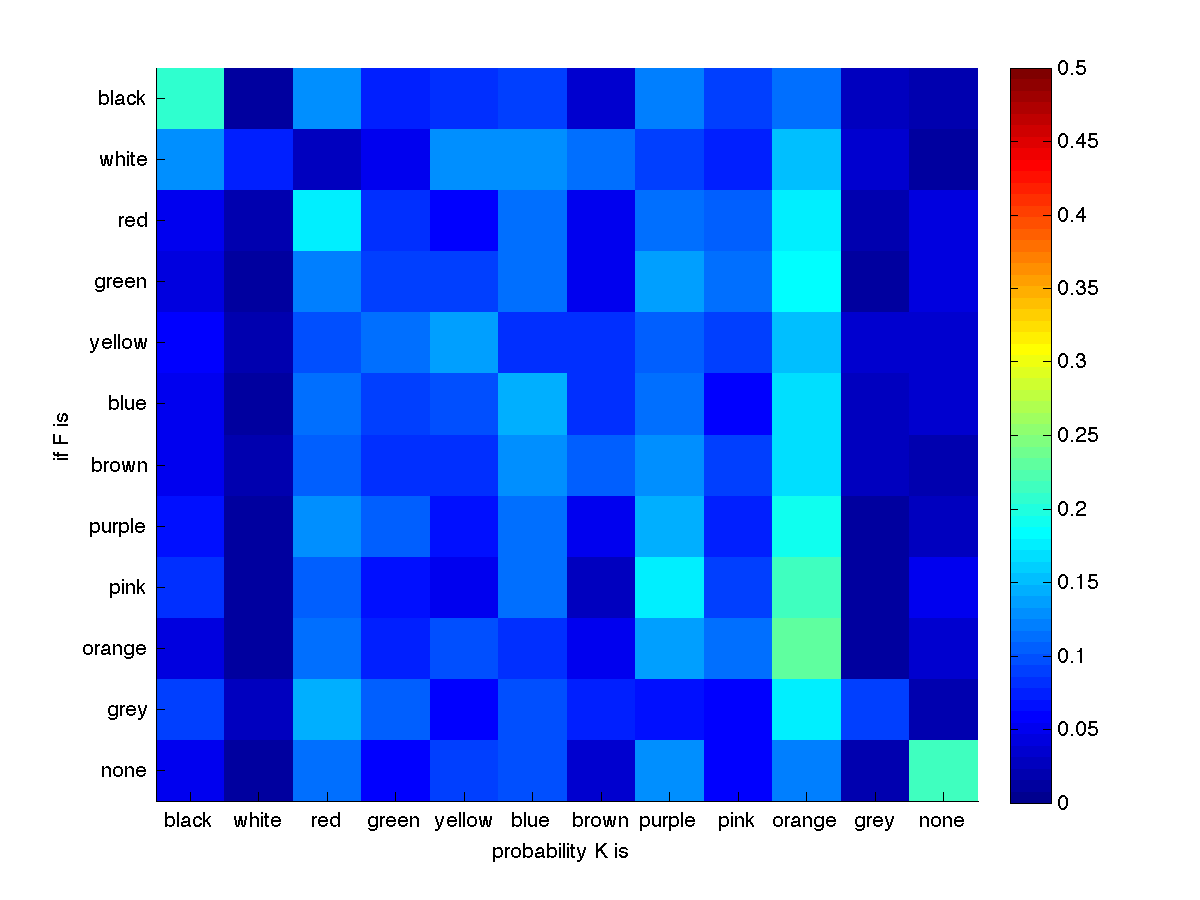 black
white
red
green
yellow
blue
brown
purple
pink
orange
grey
none
if F is
black white red green yellow blue brown purple pink orange grey none
probability K is
0.5
0.45
0.4
0.35
0.3
0.25
0.2
0.15
0.1
0.05
0